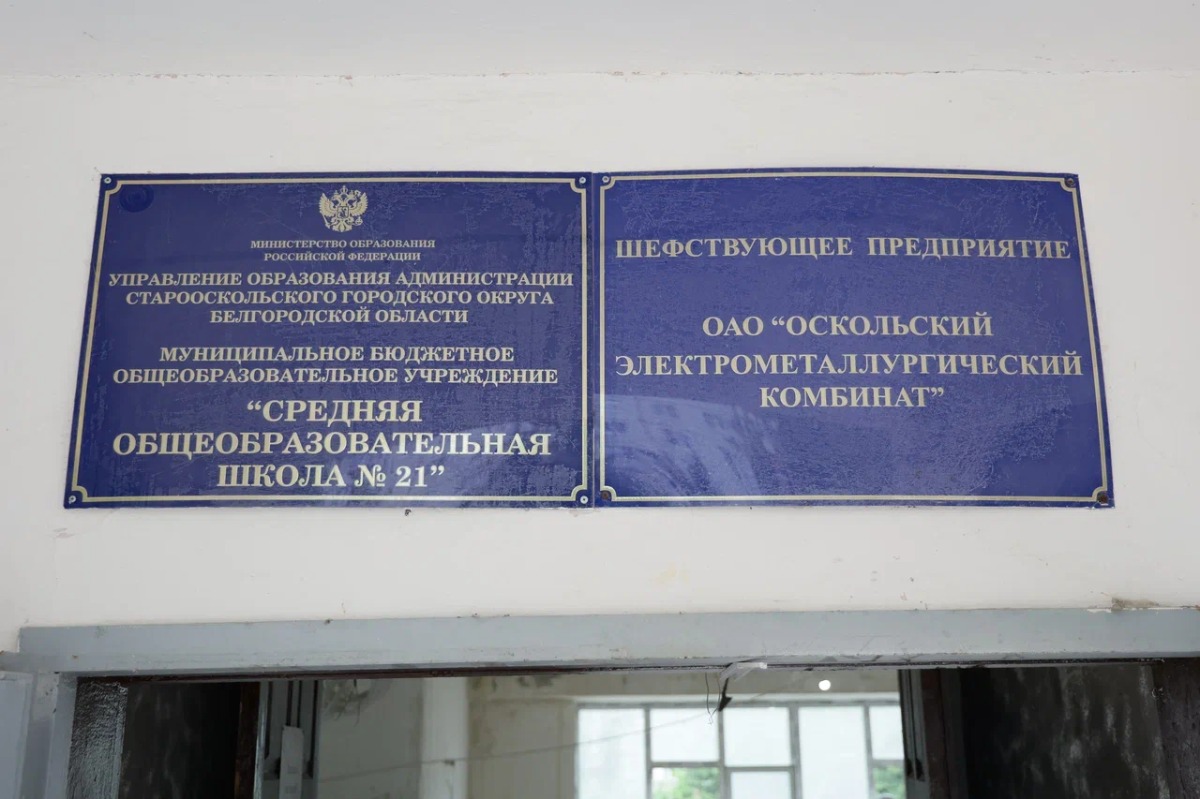 МИНИСТЕРСТВО ОБРАЗОВАНИЯ
РОССИЙСКОЙ ФЕДЕРАЦИИ
УПРАВЛЕНИЕ ОБРАЗОВАНИЯ АДМИНИСТРАЦИИ
СТАРООСКОЛЬСКОГО ГОРОДСКОГО ОКРУГА
БЕЛГОРОДСКОЙ ОБЛАСТИ
МУНИЦИПАЛЬНОЕ БЮДЖЕТНОЕ
ОБЩЕОБРАЗОВАТЕЛЬНОЕ УЧРЕЖДЕНИЕ
“СРЕДНЯЯ
ОБЩЕОБРАЗОВАТЕЛЬНАЯ
ШКОЛА № 21”
ШЕФСТВУЮЩЕЕ ПРЕДПРИЯТИЕ
ОАО “ОСКОЛЬСКИЙ
ЭЛЕКТРОМЕТАЛЛУРГИЧЕСКИЙ
КОМБИНАТ”